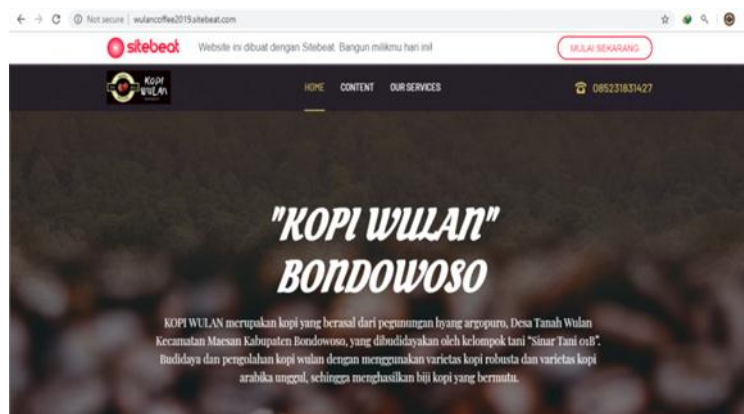 Not secure | wulancoffee2019.sitebeat.com
sitebeat Website ini dibuat dengan Sitebeat. Bangun milikmu hari ini! MULAI SEKARANG
KOPI WULAN
HOME CONTENT OUR SERVICES 085231831427
"KOPI WULAN"
BONDOWOSO
KOPI WULAN merupakan kopi yang berasal dari pegunungan hyang argopuro, Desa Tanah Wulan
Kecamatan Maesan Kabupaten Bondowoso, yang dibudidayakan oleh kelompok tani "Sinar Tani 01B".
Budidaya dan pengolahan kopi wulan dengan menggunakan varietas kopi robusta dan varietas kopi
arabika unggul, sehingga menghasilkan biji kopi yang bermutu.